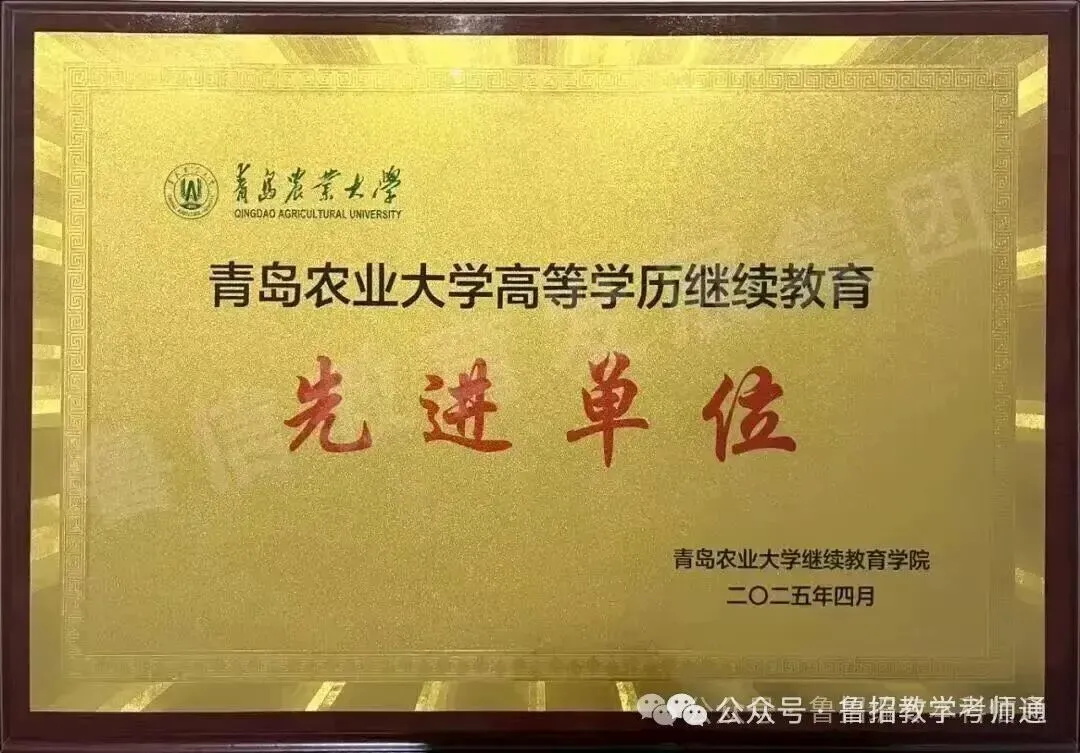 青岛农业大学
QINGDAO AGRICULTURAL UNIVERSITY
青岛农业大学高等学历继续教育
先进单位
青岛农业大学继续教育学院
二〇二五年四月
公众号·鲁招教学考师通